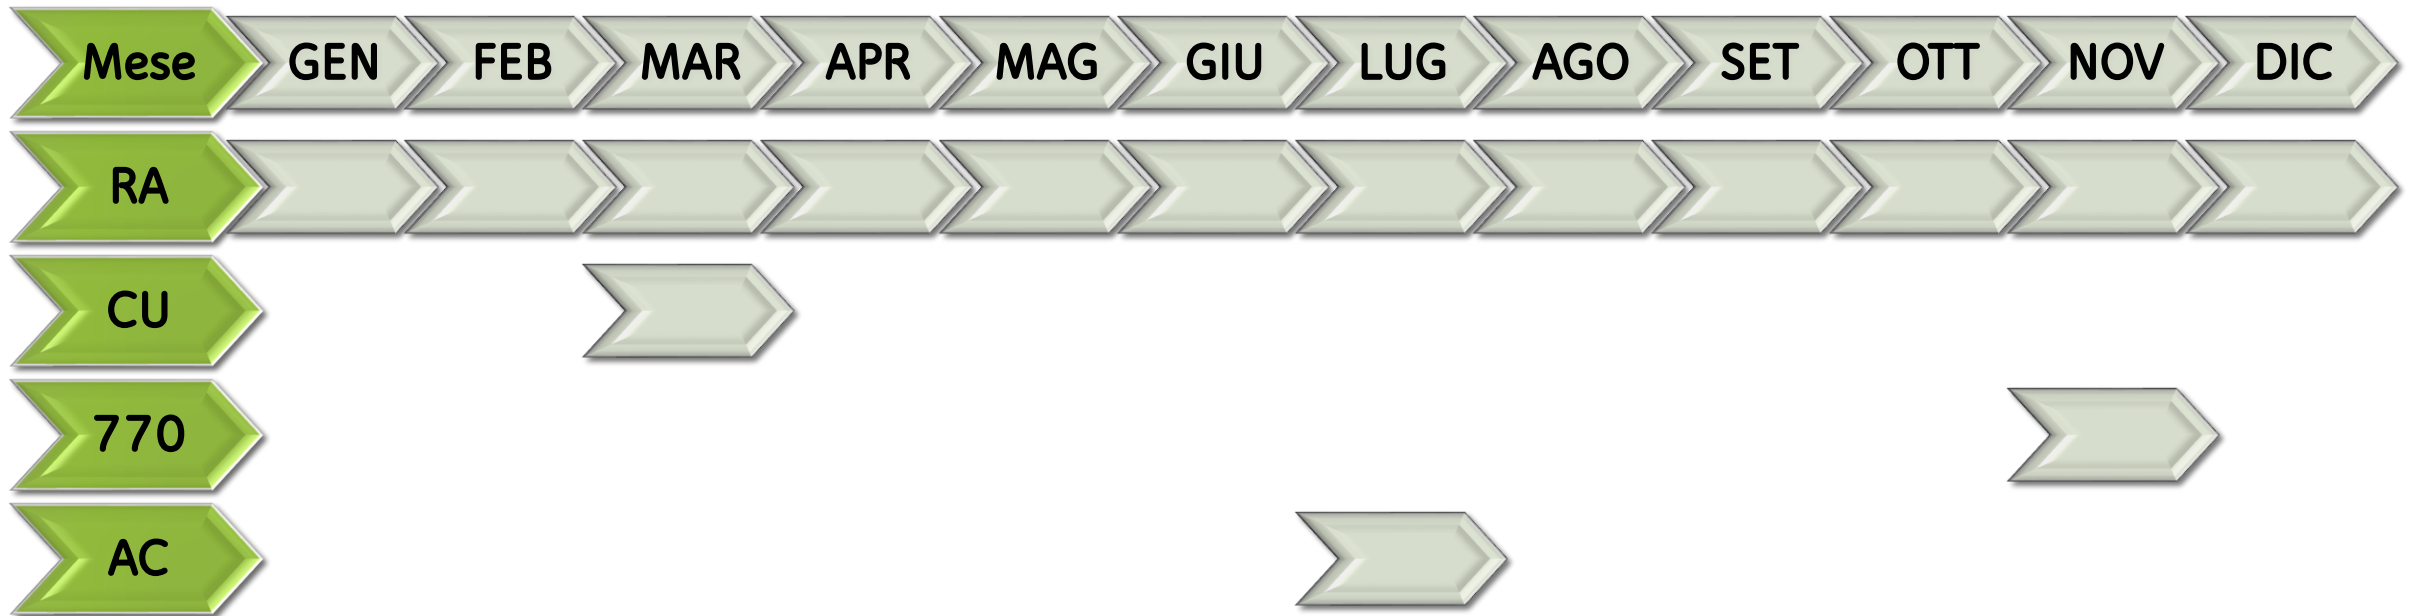 Mese GEN FEB MAR APR MAG GIU LUG AGO SET OTT NOV DIC
RA
CU
770
AC